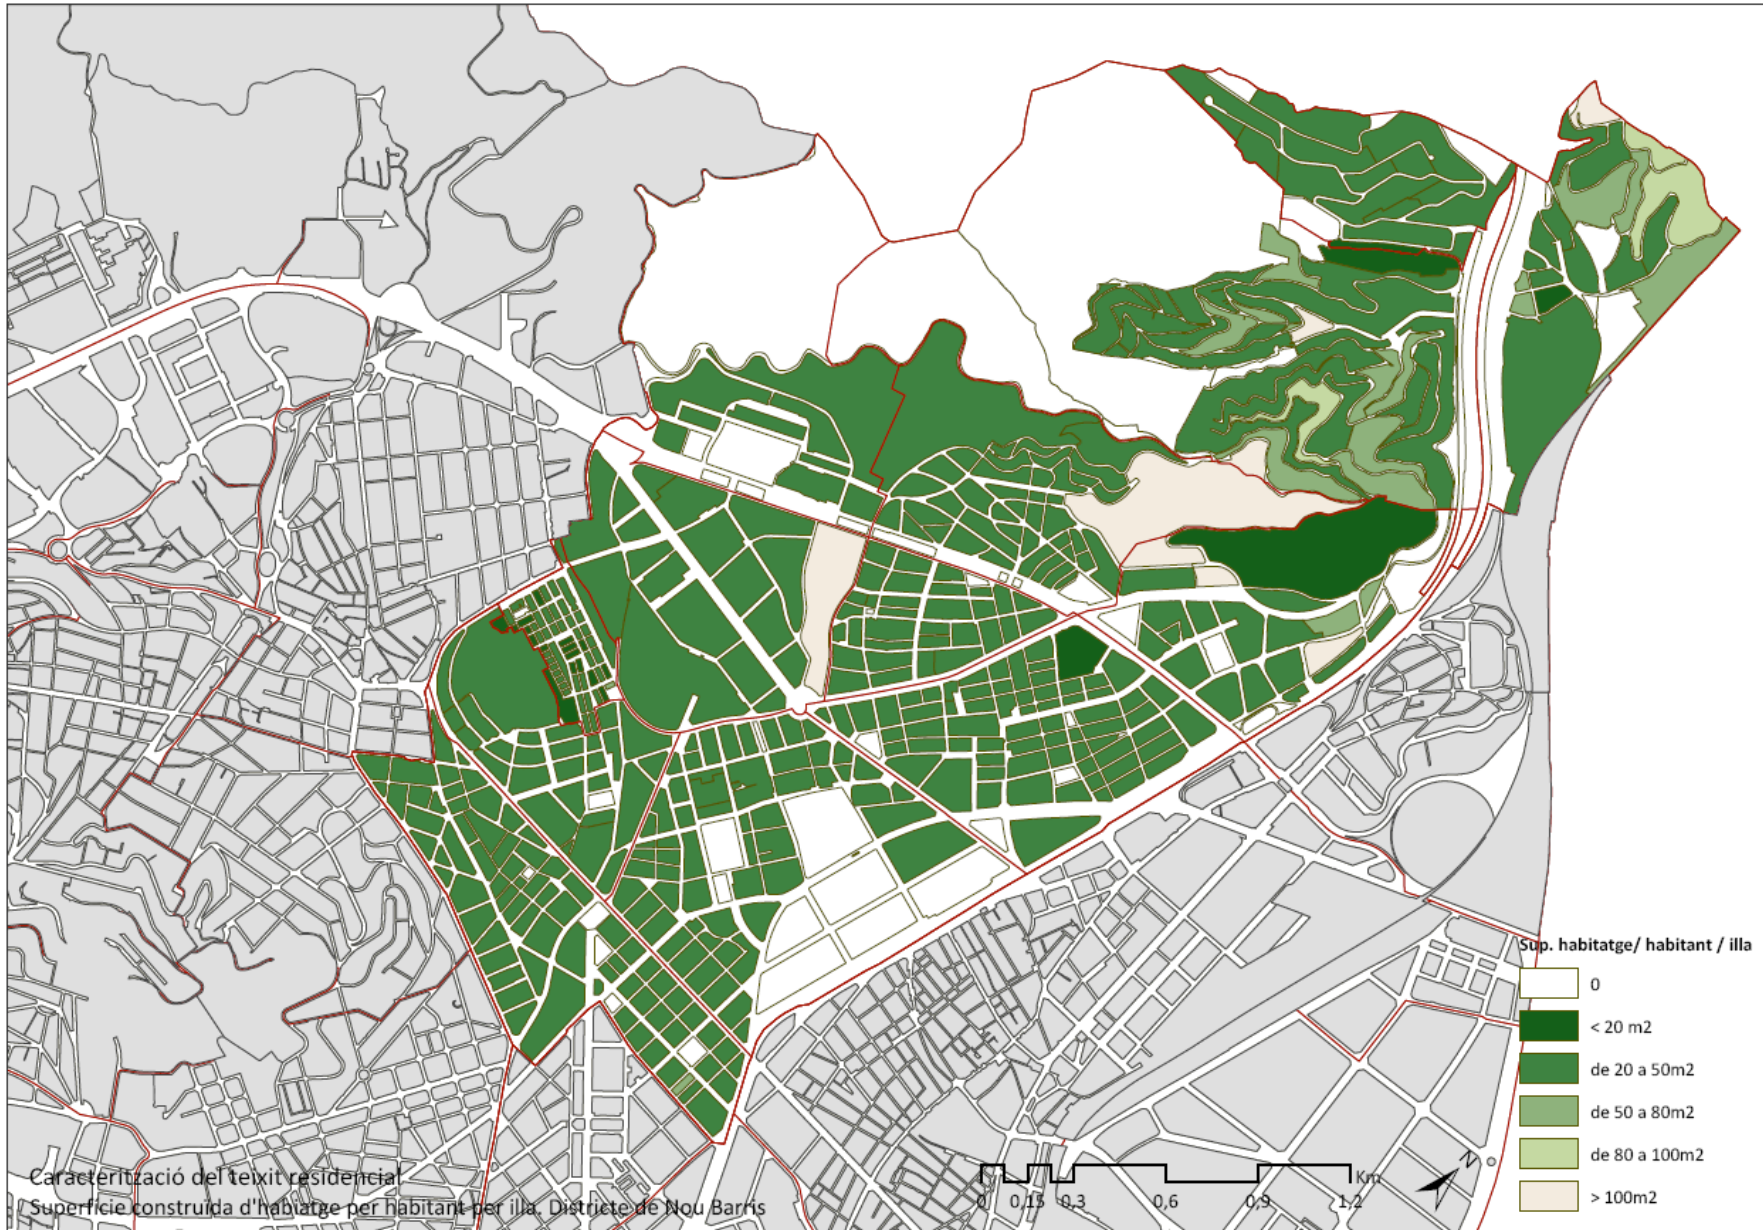 Sup. habitatge/ habitant / illa
0
< 20 m2
de 20 a 50m2
de 50 a 80m2
de 80 a 100m2
> 100m2
N
Km
0 0,15 0,3 0,6 0,9 1,2
Caracterització del teixit residencial
Superfície construïda d'habiatge per habitant per illa. Districte de Nou Barris